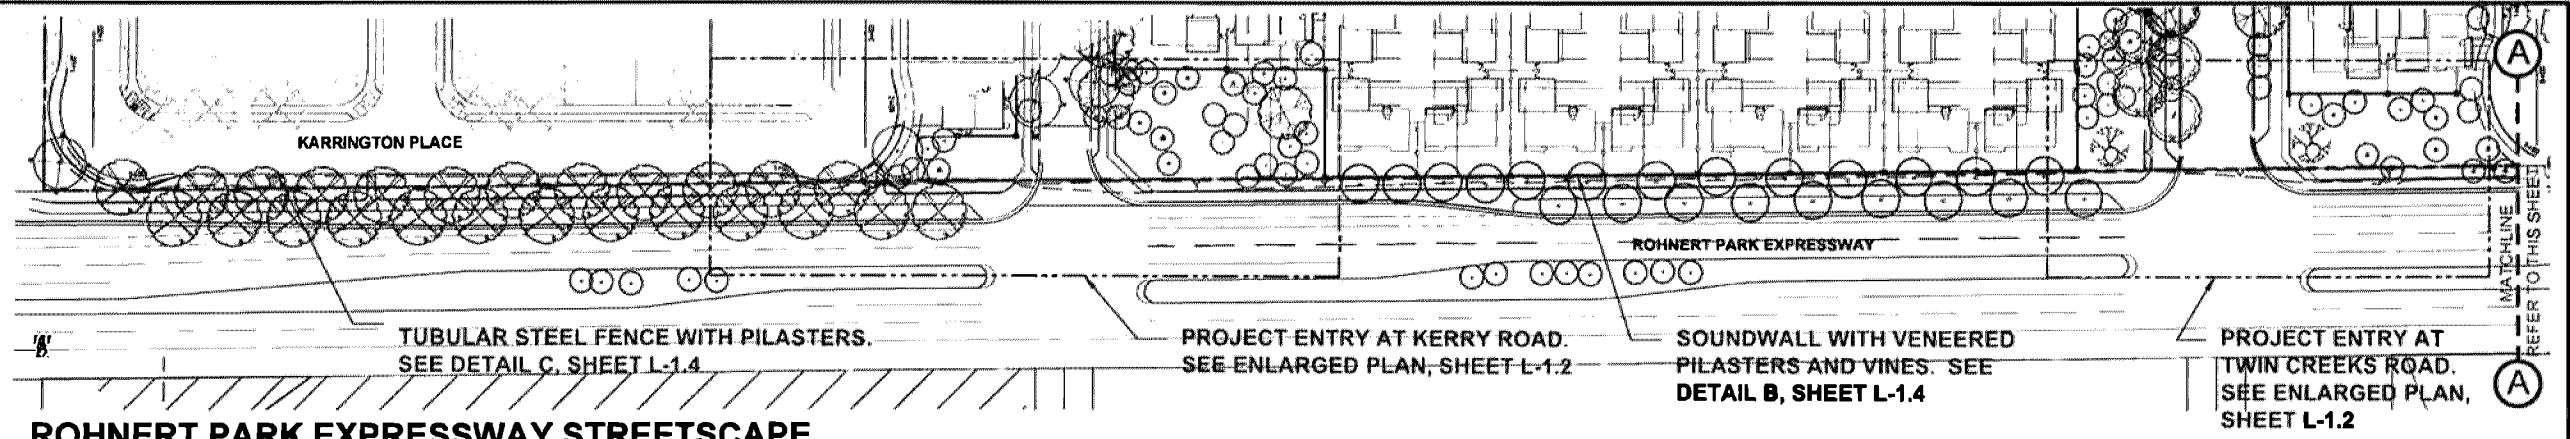 KARRINGTON PLACE
ROHNERT PARK EXPRESSWAY
TUBULAR STEEL FENCE WITH PILASTERS.
SEE DETAIL C, SHEET L-1.4
PROJECT ENTRY AT KERRY ROAD.
SEE ENLARGED PLAN, SHEET L-1.2
SOUNDWALL WITH VENEERED
PILASTERS AND VINES. SEE
DETAIL B, SHEET L-1.4
PROJECT ENTRY AT
TWIN CREEKS ROAD.
SEE ENLARGED PLAN,
SHEET L-1.2
A
MATCHLINE
REFER TO THIS SHEET
A
ROHNERT PARK EXPRESSWAY STREETSCAPE